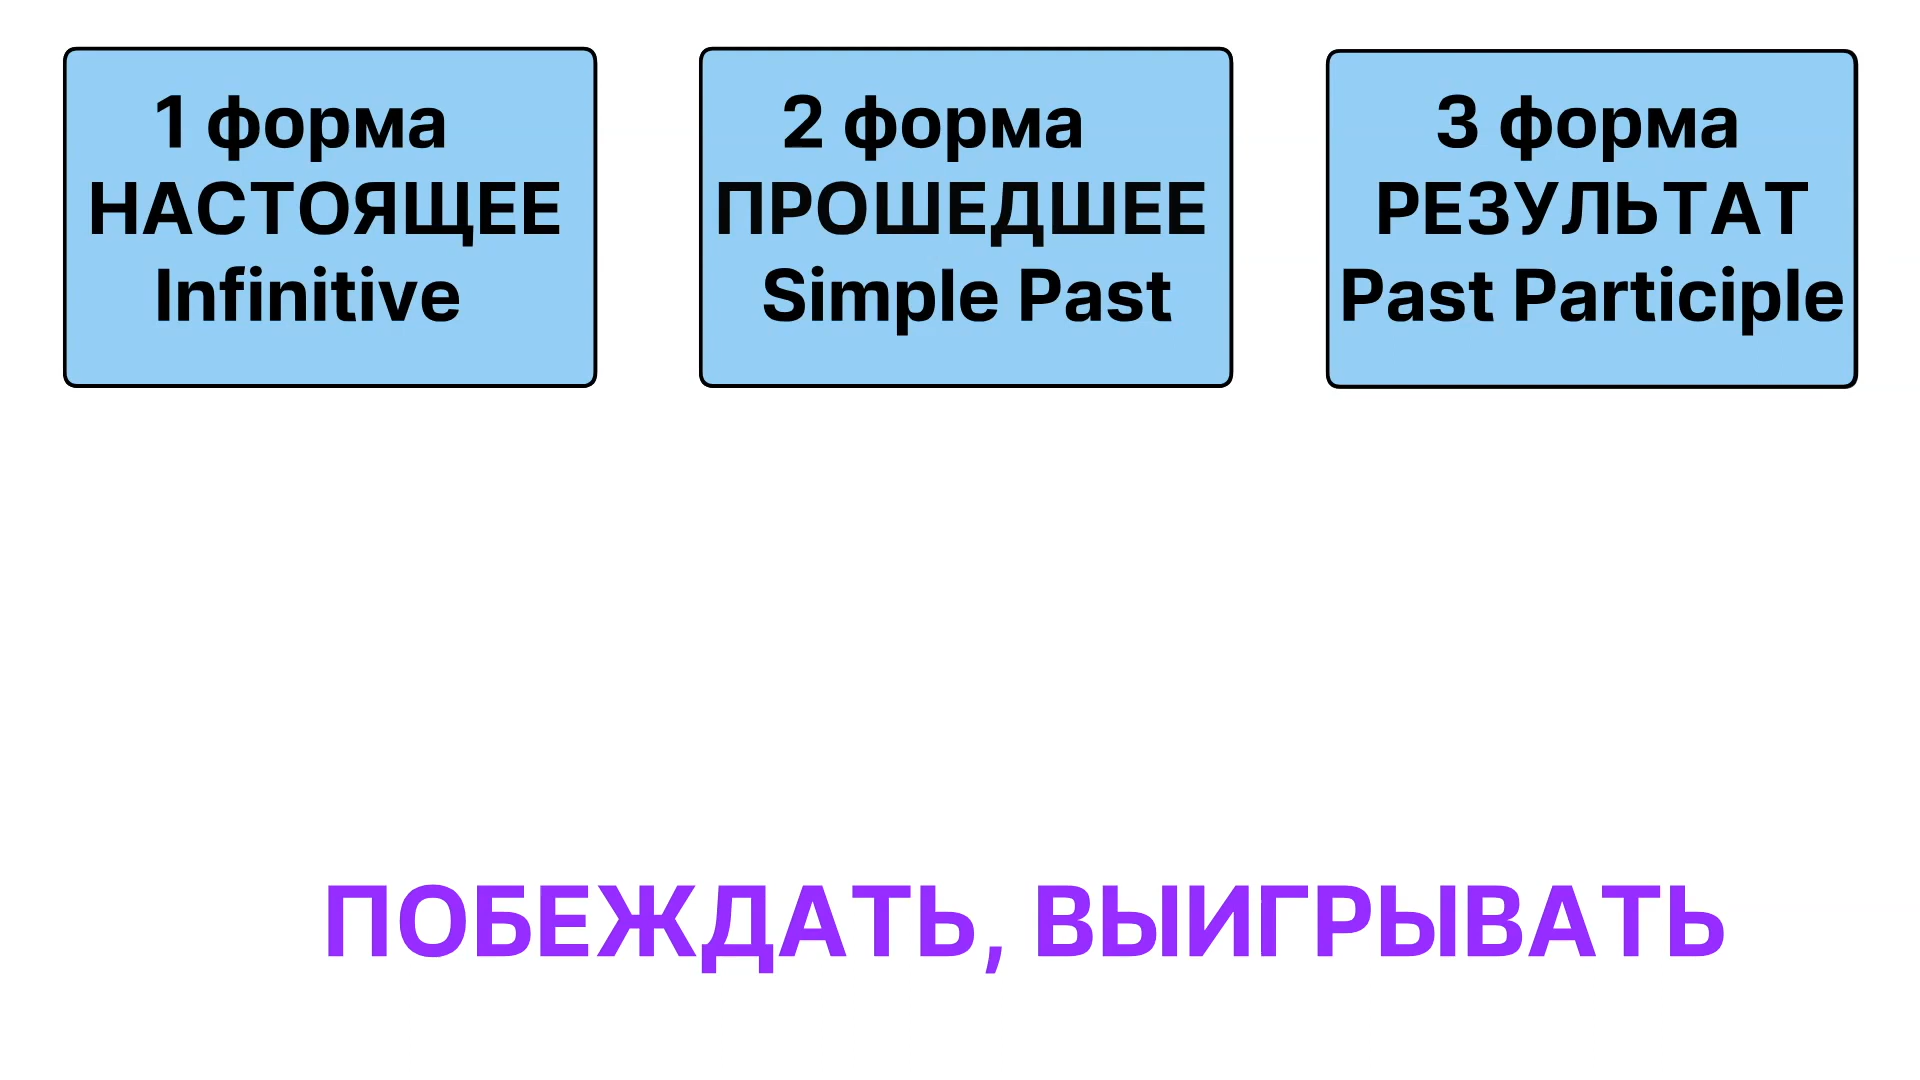 1 форма
НАСТОЯЩЕЕ
Infinitive
2 форма
ПРОШЕДШЕЕ
Simple Past
3 форма
РЕЗУЛЬТАТ
Past Participle
ПОБЕЖДАТЬ, ВЫИГРЫВАТЬ